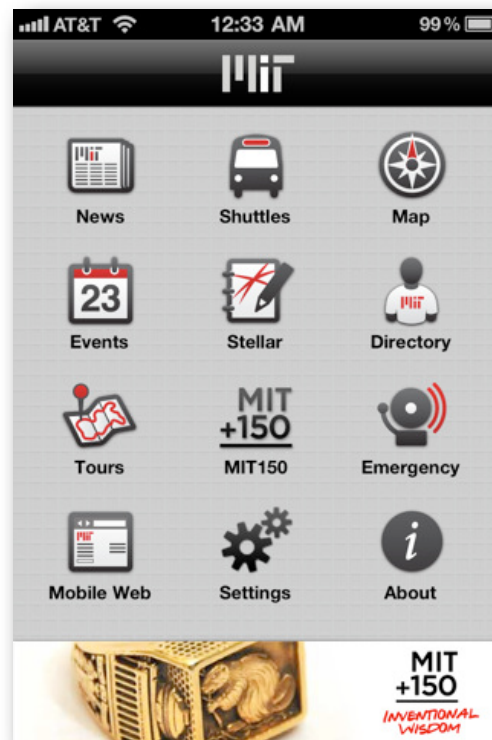 AT&T 12:33 AM 99%
MIT
News Shuttles Map
23
Events Stellar Directory
MIT
+150
Tours MIT150 Emergency
Mobile Web Settings About
MIT
+150
INVENTIONAL
WISDOM